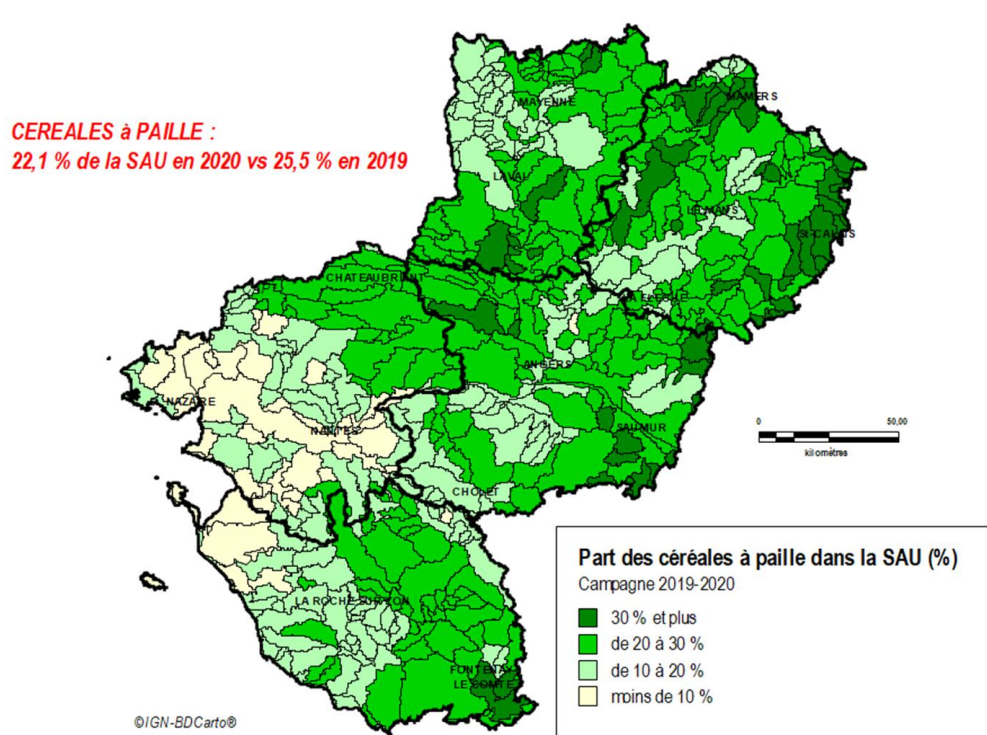 CEREALES à PAILLE :
22,1 % de la SAU en 2020 vs 25,5 % en 2019
MAYENNE
MAMERS
LAVAL
LE MANS
St-CALAIS
CHATEAUBRIANT
LA FLECHE
ANGERS
St NAZAIRE
NANTES
SAUMUR
CHOLET
0 50,00
kilomètres
LA ROCHE SUR YON
FONTENAY
LE COMTE
Part des céréales à paille dans la SAU (%)
Campagne 2019-2020
30 % et plus
de 20 à 30 %
de 10 à 20 %
moins de 10 %
©IGN-BDCarto®